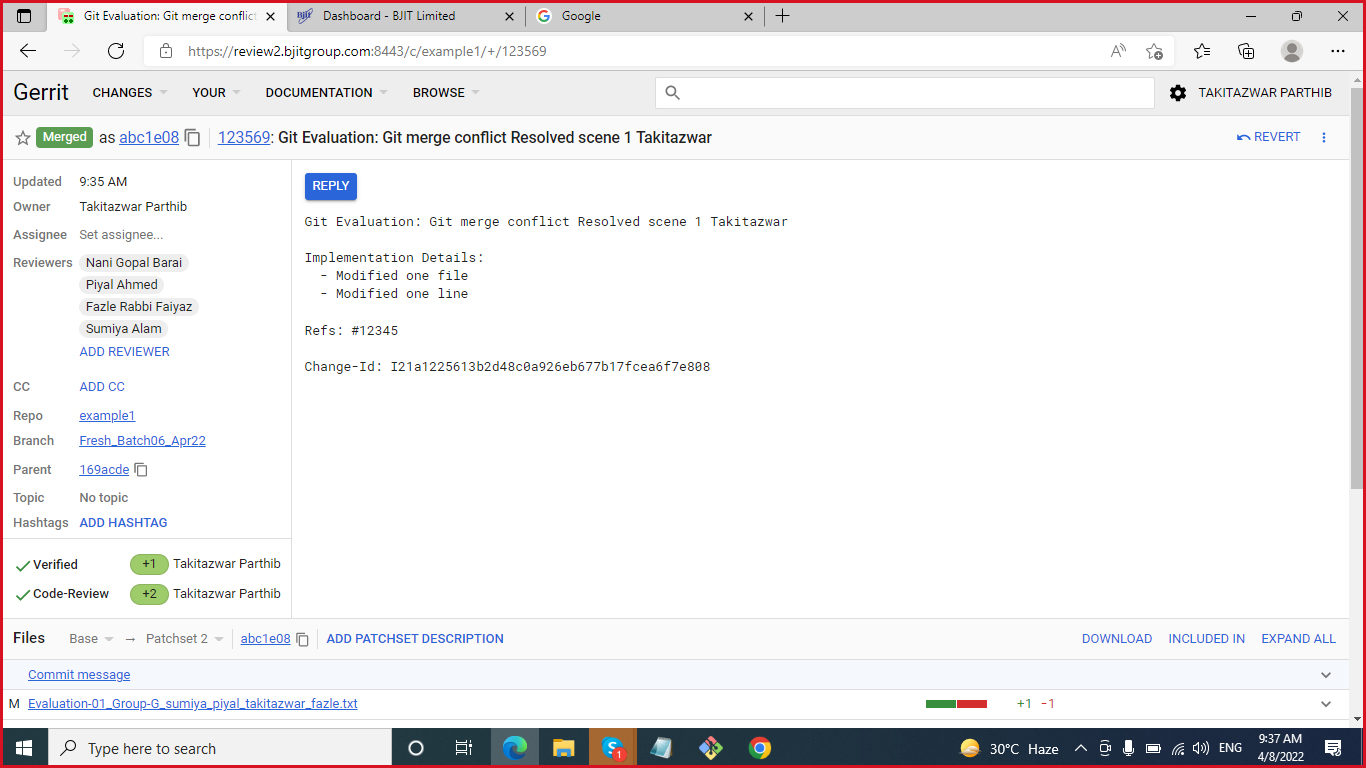 Git Evaluation: Git merge conflict
Dashboard - BJIT Limited
Google
https://review2.bjitgroup.com:8443/c/example1/+/123569
Gerrit CHANGES YOUR DOCUMENTATION BROWSE TAKITAZWAR PARTHIB
Merged as abc1e08 123569: Git Evaluation: Git merge conflict Resolved scene 1 Takitazwar REVERT
Updated 9:35 AM
Owner Takitazwar Parthib
Assignee Set assignee...
Reviewers Nani Gopal Barai
Piyal Ahmed
Fazle Rabbi Faiyaz
Sumiya Alam
ADD REVIEWER
CC ADD CC
Repo example1
Branch Fresh_Batch06_Apr22
Parent 169acde
Topic No topic
Hashtags ADD HASHTAG
Verified +1 Takitazwar Parthib
Code-Review +2 Takitazwar Parthib
REPLY
Git Evaluation: Git merge conflict Resolved scene 1 Takitazwar
Implementation Details:
- Modified one file
- Modified one line
Refs: #12345
Change-Id: I21a1225613b2d48c0a926eb677b17fcea6f7e808
Files Base → Patchset 2 abc1e08 ADD PATCHSET DESCRIPTION DOWNLOAD INCLUDED IN EXPAND ALL
Commit message
M Evaluation-01_Group-G_sumiya_piyal_takitazwar_fazle.txt +1 -1
Type here to search
1
30°C Haze
ENG
9:37 AM
4/8/2022